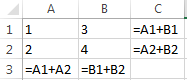 A B C
1 1 3 =A1+B1
2 2 4 =A2+B2
3 =A1+A2 =B1+B2